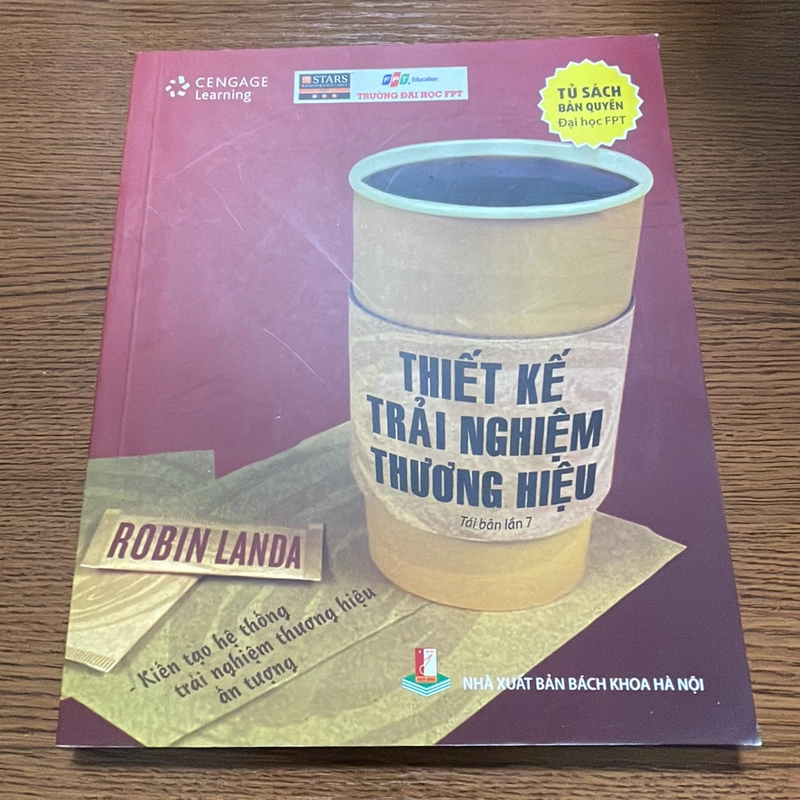 CENGAGE
Learning
STARS
FPT Education
TRƯỜNG ĐẠI HỌC FPT
TỦ SÁCH
BẢN QUYỀN
Đại học FPT
THIẾT KẾ
TRẢI NGHIỆM
THƯƠNG HIỆU
Tái bản lần 7
ROBIN LANDA
- Kiến tạo hệ thống
trải nghiệm thương hiệu
ấn tượng
NHÀ XUẤT BẢN BÁCH KHOA HÀ NỘI